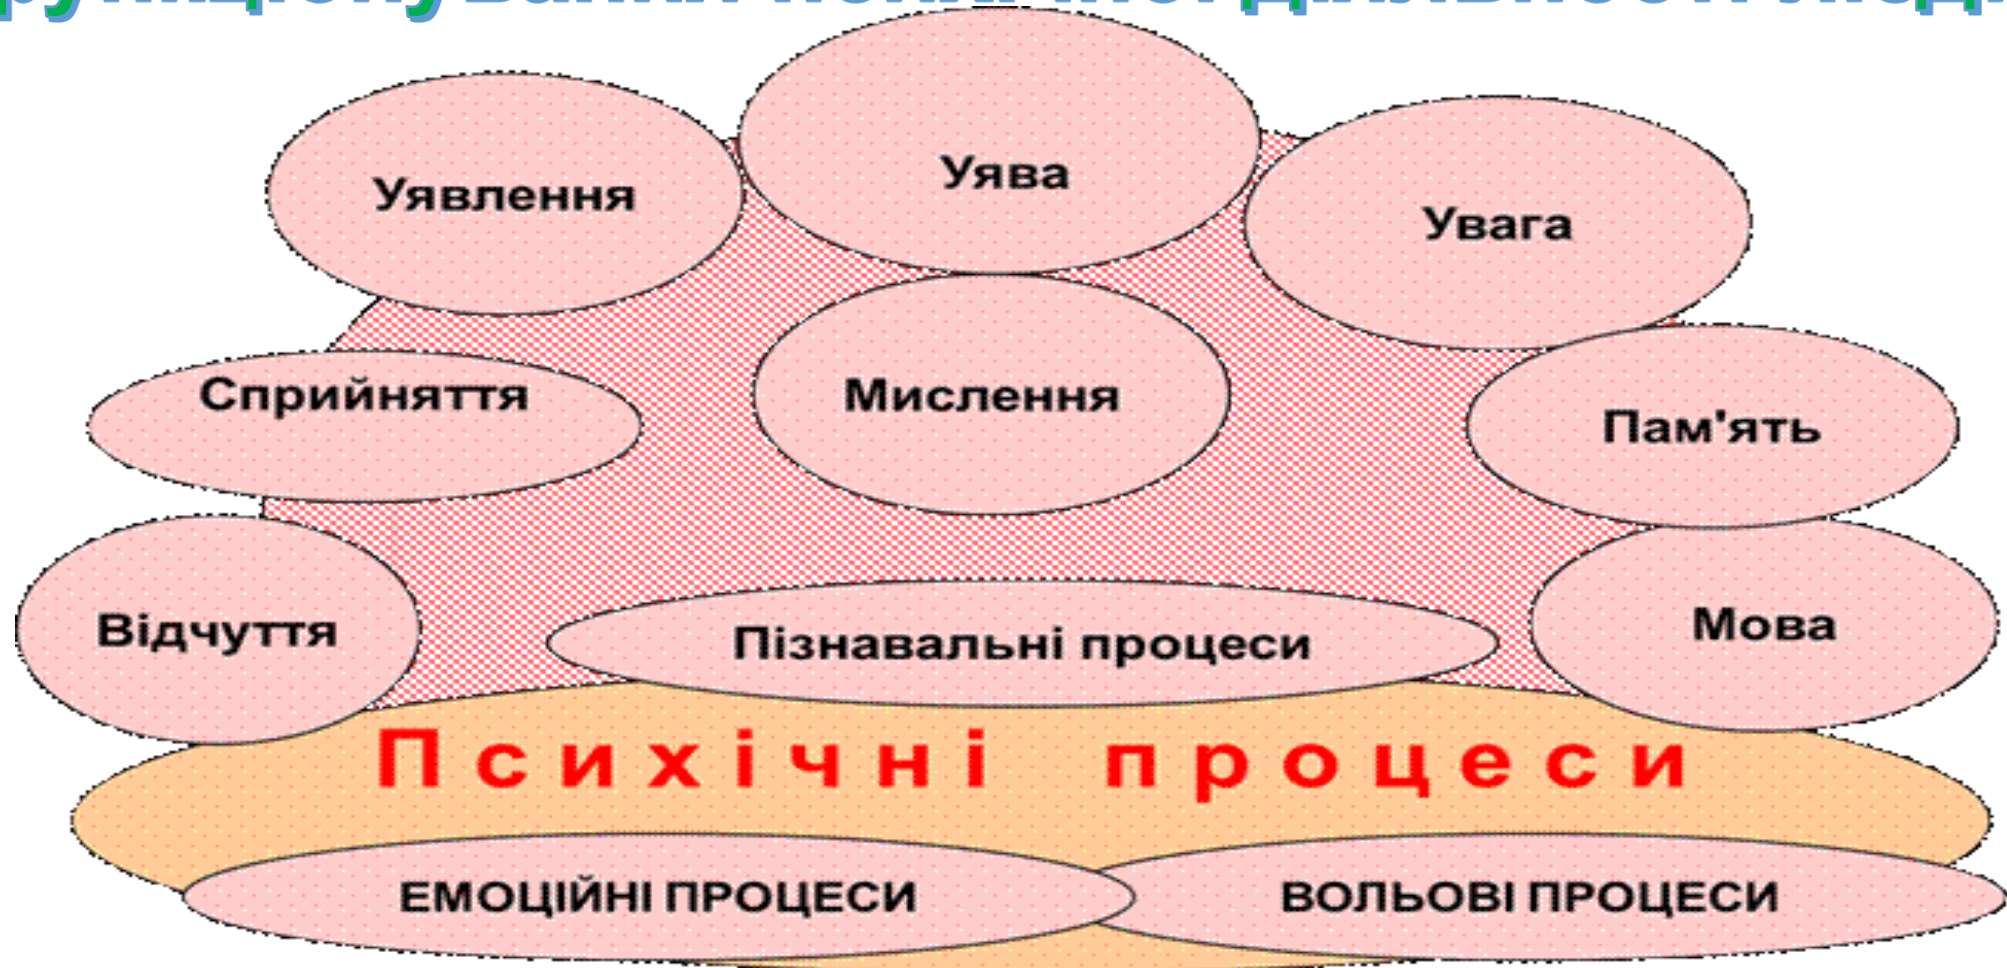 Уява
Уявлення
Увага
Сприйняття
Мислення
Пам'ять
Відчуття
Пізнавальні процеси
Мова
Психічні процеси
ЕМОЦІЙНІ ПРОЦЕСИ
ВОЛЬОВІ ПРОЦЕСИ